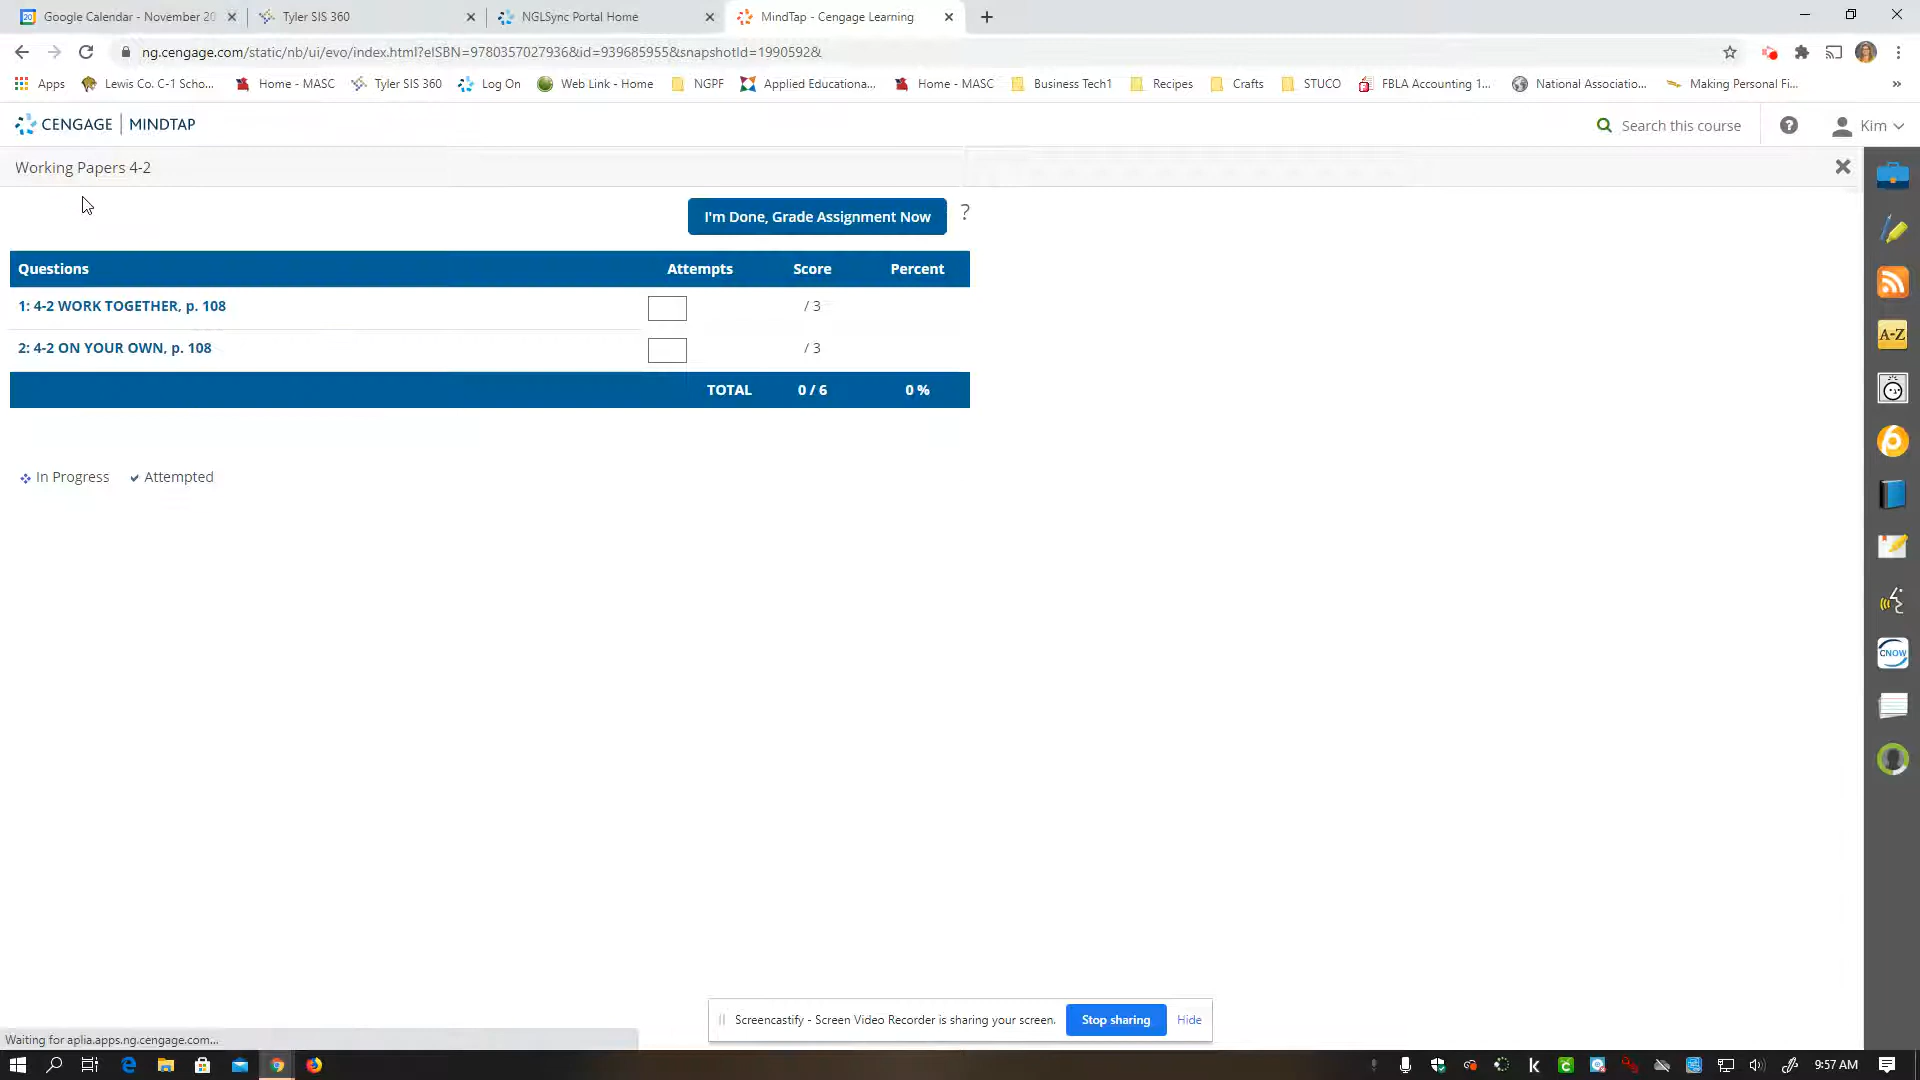 Google Calendar - November 20
Tyler SIS 360
NGLSync Portal Home
MindTap - Cengage Learning
ng.cengage.com/static/nb/ui/evo/index.html?eISBN=9780357027936&id=939685955&snapshotId=1990592&
Apps
Lewis Co. C-1 Scho...
Home - MASC
Tyler SIS 360
Log On
Web Link - Home
NGPF
Applied Educationa...
Home - MASC
Business Tech1
Recipes
Crafts
STUCO
FBLA Accounting 1...
National Associatio...
Making Personal Fi...
»
CENGAGE | MINDTAP
Search this course
?
Kim
Working Papers 4-2
I'm Done, Grade Assignment Now
?
Questions Attempts Score Percent
1: 4-2 WORK TOGETHER, p. 108 / 3
2: 4-2 ON YOUR OWN, p. 108 / 3
TOTAL 0 / 6 0 %
In Progress
Attempted
A-Z
CNOW
Screencastify - Screen Video Recorder is sharing your screen.
Stop sharing
Hide
Waiting for aplia.apps.ng.cengage.com...
9:57 AM